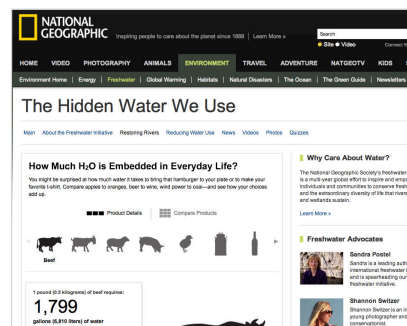 NATIONAL
GEOGRAPHIC
Inspiring people to care about the planet since 1888 | Learn More »
Search
Site Video
Connect
HOME VIDEO PHOTOGRAPHY ANIMALS ENVIRONMENT TRAVEL ADVENTURE NATGEOTV KIDS
Environment Home | Energy | Freshwater | Global Warming | Habitats | Natural Disasters | The Ocean | The Green Guide | Newsletters
The Hidden Water We Use
Main About the Freshwater Initiative Restoring Rivers Reducing Water Use News Videos Photos Quizzes
How Much H₂O is Embedded in Everyday Life?
You might be surprised at how much water it takes to bring that hamburger to your plate or to make your
favorite t-shirt. Compare apples to oranges, beer to wine, wind power to coal—and see how your choices
add up.
Product Details Compare Products
Beef
1 pound (0.5 kilograms) of beef requires:
1,799
gallons (6,810 liters) of water
Why Care About Water?
The National Geographic Society's freshwater
is a multi-year global effort to inspire and empo
individuals and communities to conserve fresh
and the extraordinary diversity of life that rivers
and wetlands sustain.
Learn More »
Freshwater Advocates
Sandra Postel
Sandra is a leading auth
international freshwater i
and is spearheading our
freshwater initiative.
Shannon Switzer
Shannon Switzer is an
young photographer and
conservationist.